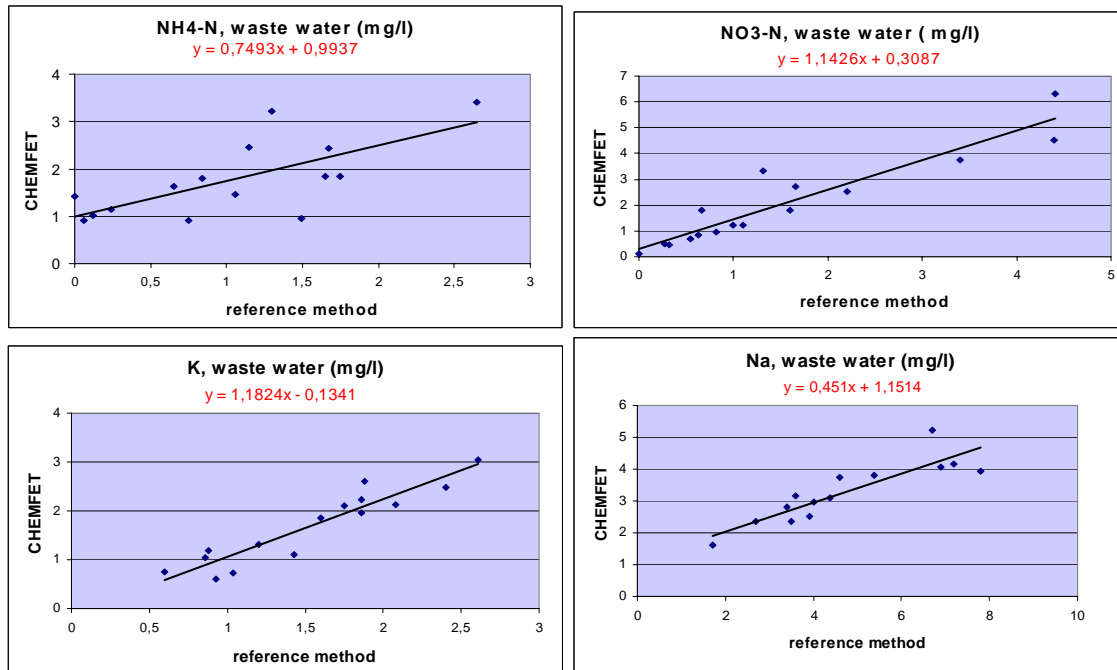 NH4-N, waste water (mg/l)
y = 0,7493x + 0,9937
4
3
2
1
0
CHEMFET
0 0,5 1 1,5 2 2,5 3
reference method
NO3-N, waste water ( mg/l)
y = 1,1426x + 0,3087
7
6
5
4
3
2
1
0
CHEMFET
0 1 2 3 4 5
reference method
K, waste water (mg/l)
y = 1,1824x - 0,1341
4
3
2
1
0
CHEMFET
0 0,5 1 1,5 2 2,5 3
reference method
Na, waste water (mg/l)
y = 0,451x + 1,1514
6
5
4
3
2
1
0
CHEMFET
0 2 4 6 8 10
reference method